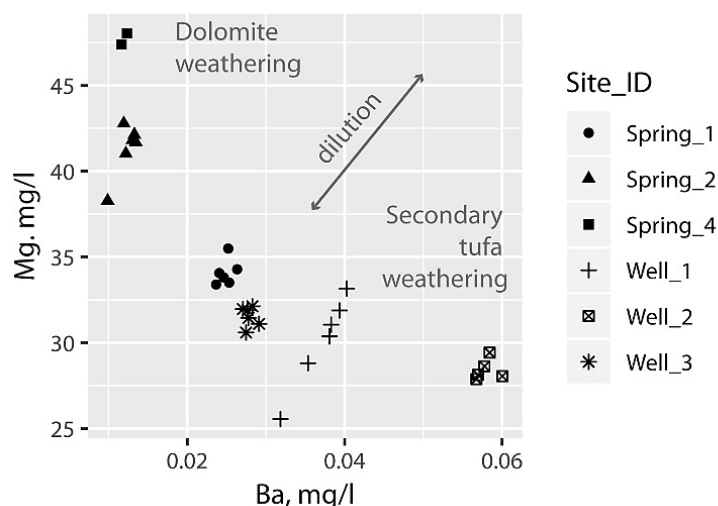 Dolomite
weathering
dilution
Secondary
tufa
weathering
45
40
35
30
25
Mg. mg/l
0.02
0.04
0.06
Ba, mg/l
Site_ID
Spring_1
Spring_2
Spring_4
Well_1
Well_2
Well_3